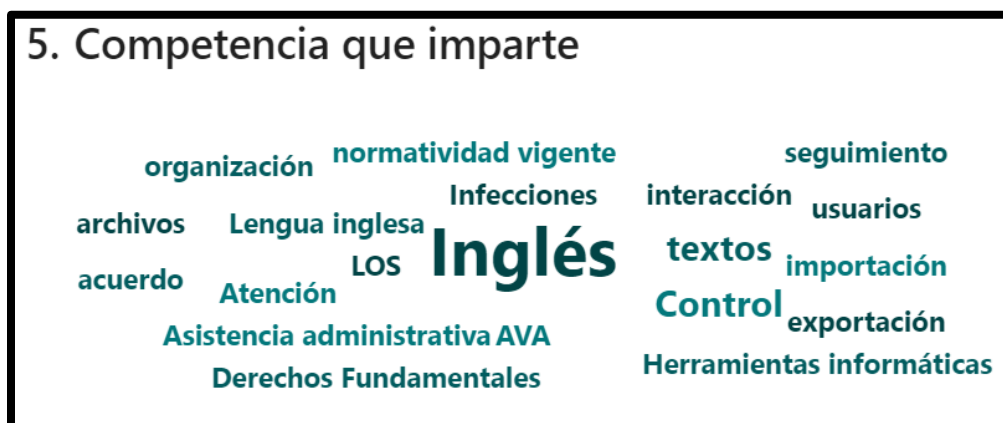 5. Competencia que imparte
organización
normatividad vigente
seguimiento
Infecciones
interacción
usuarios
archivos
Lengua inglesa
LOS
Inglés
textos
importación
acuerdo
Atención
Control
exportación
Asistencia administrativa
AVA
Derechos Fundamentales
Herramientas informáticas